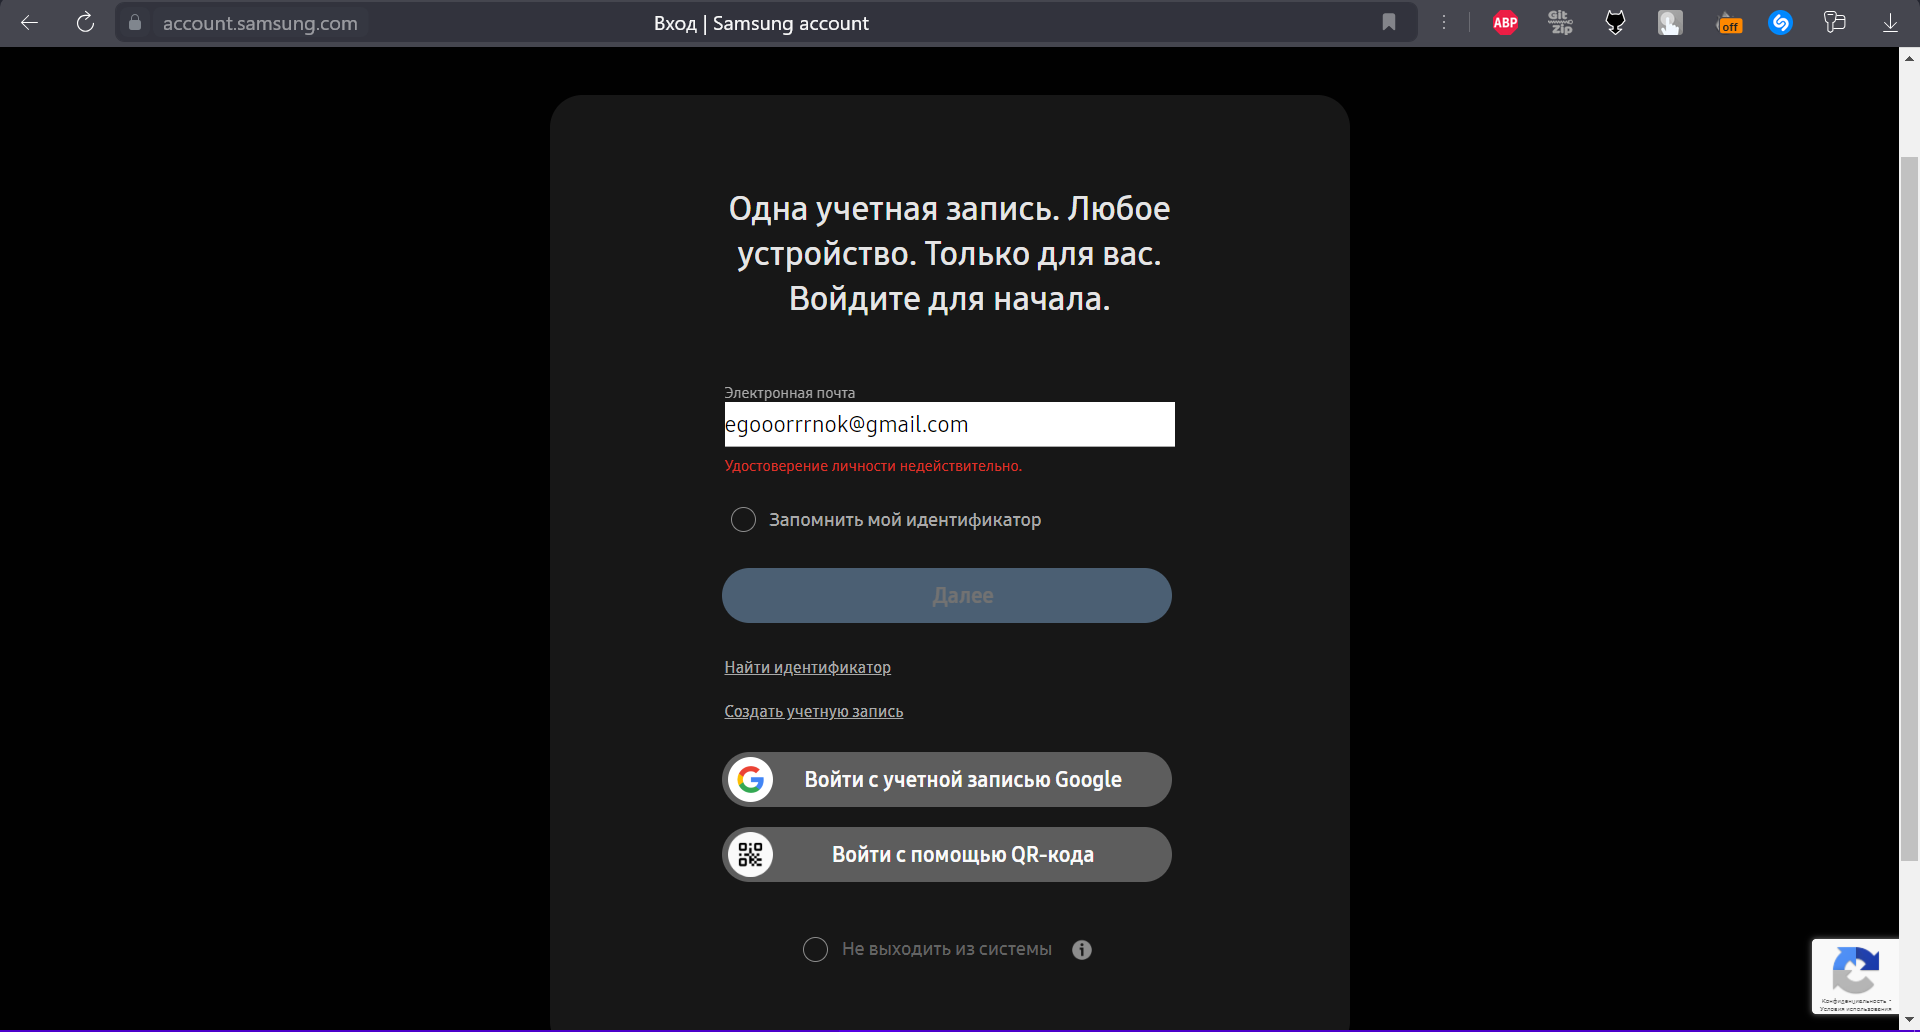 account.samsung.com
Вход | Samsung account
ABP
Git Zip
off
Одна учетная запись. Любое
устройство. Только для вас.
Войдите для начала.
Электронная почта
egooorrrnok@gmail.com
Удостоверение личности недействительно.
Запомнить мой идентификатор
Далее
Найти идентификатор
Создать учетную запись
Войти с учетной записью Google
Войти с помощью QR-кода
Не выходить из системы
Конфиденциальность -
Условия использования